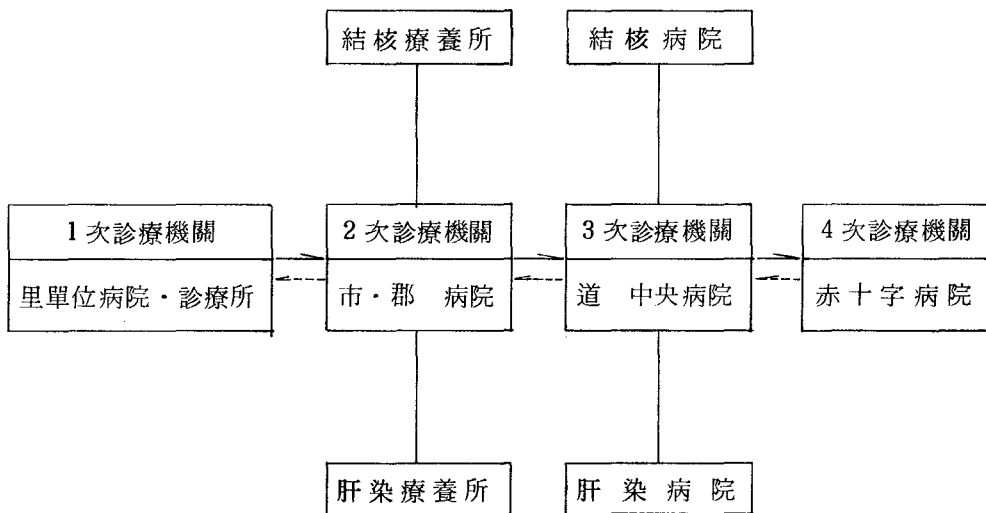 結核療養所
結核病院
1次診療機關
2次診療機關
3次診療機關
4次診療機關
里單位病院・診療所
市・郡 病院
道 中央病院
赤十字病院
肝染療養所
肝染病院